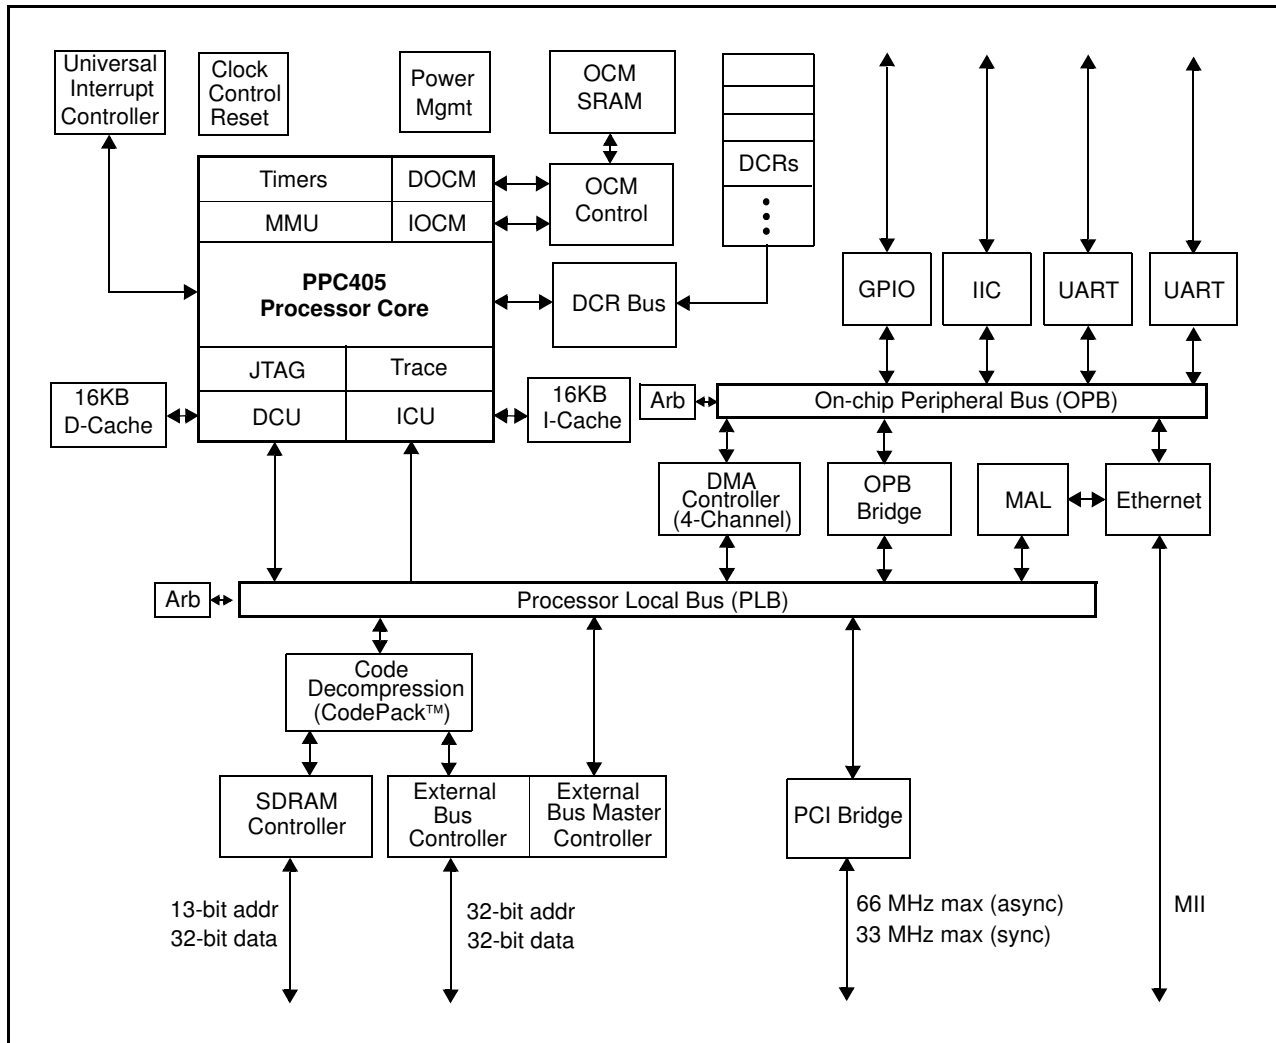 Universal
Interrupt
Controller
Clock
Control
Reset
Power
Mgmt
OCM
SRAM
DCRs
Timers
DOCM
MMU
IOCM
OCM
Control
PPC405
Processor Core
DCR Bus
GPIO
IIC
UART
UART
JTAG
Trace
DCU
ICU
16KB
D-Cache
16KB
I-Cache
Arb
On-chip Peripheral Bus (OPB)
DMA
Controller
(4-Channel)
OPB
Bridge
MAL
Ethernet
Arb
Processor Local Bus (PLB)
Code
Decompression
(CodePack™)
SDRAM
Controller
External
Bus
Controller
External
Bus Master
Controller
PCI Bridge
13-bit addr
32-bit data
32-bit addr
32-bit data
66 MHz max (async)
33 MHz max (sync)
MII